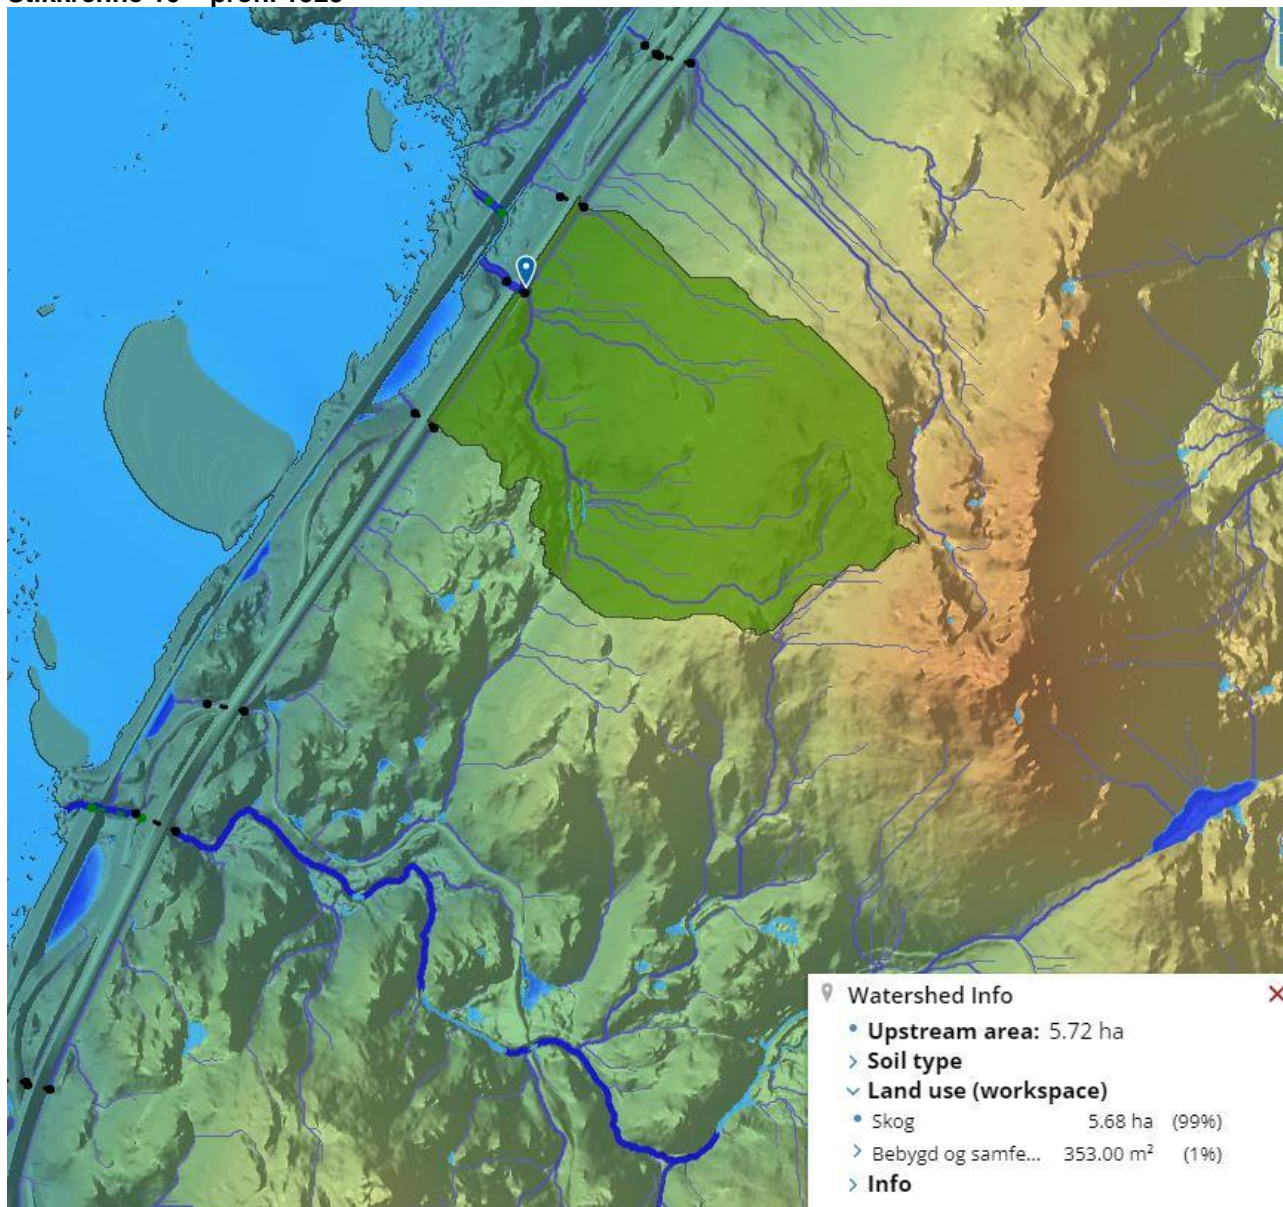 Watershed Info
Upstream area: 5.72 ha
Soil type
Land use (workspace)
Skog 5.68 ha (99%)
Bebygd og samfe... 353.00 m² (1%)
Info